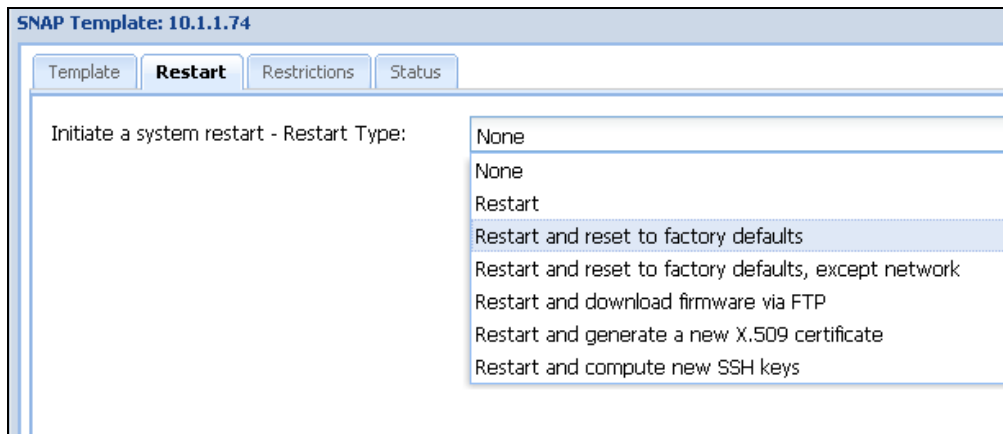 SNAP Template: 10.1.1.74
Template Restart Restrictions Status
Initiate a system restart - Restart Type: None
None
Restart
Restart and reset to factory defaults
Restart and reset to factory defaults, except network
Restart and download firmware via FTP
Restart and generate a new X.509 certificate
Restart and compute new SSH keys